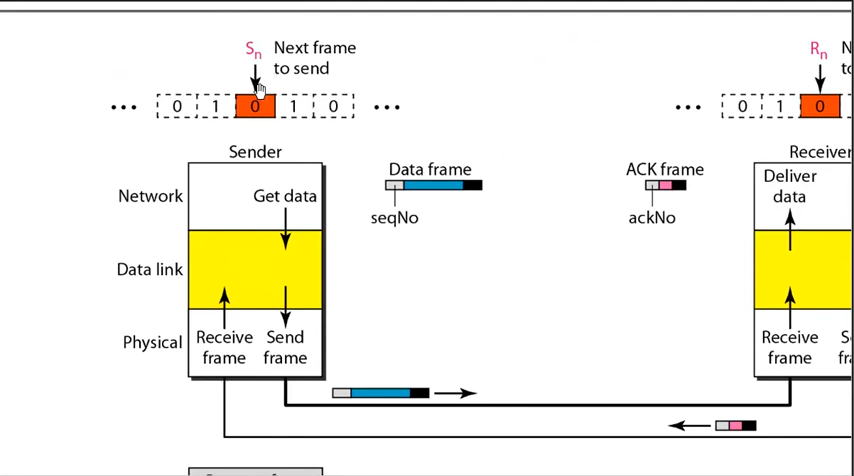 Sn Next frame
to send
Rn
... 0 1 0 1 0 ...
... 0 1 0
Sender
Receiver
Data frame
ACK frame
seqNo
ackNo
Network
Get data
Deliver
data
Data link
Physical
Receive
frame
Send
frame
Receive
frame